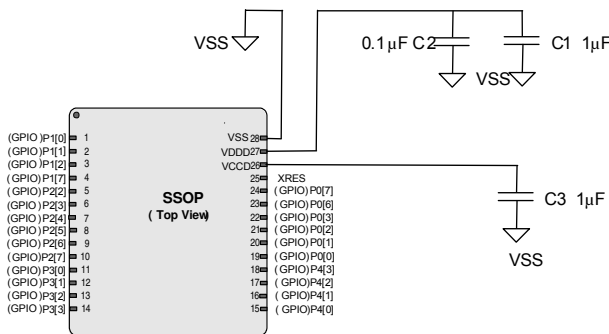 VSS
0.1µF C2
C1 1µF
VSS
(GPIO)P1[0] 1
(GPIO)P1[1] 2
(GPIO)P1[2] 3
(GPIO)P1[7] 4
(GPIO)P2[2] 5
(GPIO)P2[3] 6
(GPIO)P2[4] 7
(GPIO)P2[5] 8
(GPIO)P2[6] 9
(GPIO)P2[7] 10
(GPIO)P3[0] 11
(GPIO)P3[1] 12
(GPIO)P3[2] 13
(GPIO)P3[3] 14
SSOP
(Top View)
VSS 28
VDDD27
VCCD26
25 XRES
24 (GPIO)P0[7]
23 (GPIO)P0[6]
22 (GPIO)P0[3]
21 (GPIO)P0[2]
20 (GPIO)P0[1]
19 (GPIO)P0[0]
18 (GPIO)P4[3]
17 (GPIO)P4[2]
16 (GPIO)P4[1]
15 (GPIO)P4[0]
C3 1µF
VSS